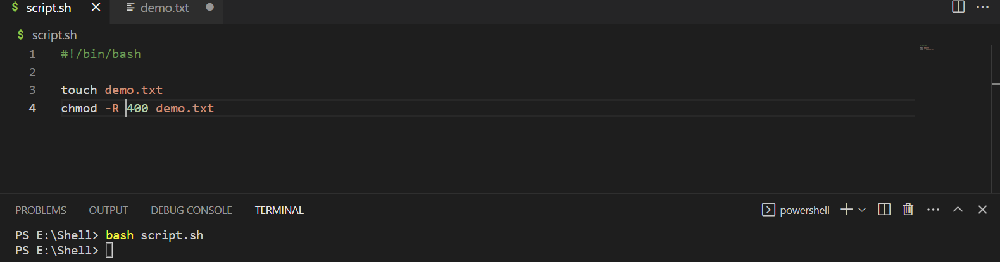 $ script.sh × demo.txt ●
$ script.sh
1 #!/bin/bash
2
3 touch demo.txt
4 chmod -R 400 demo.txt
PROBLEMS OUTPUT DEBUG CONSOLE TERMINAL powershell
PS E:\Shell> bash script.sh
PS E:\Shell>